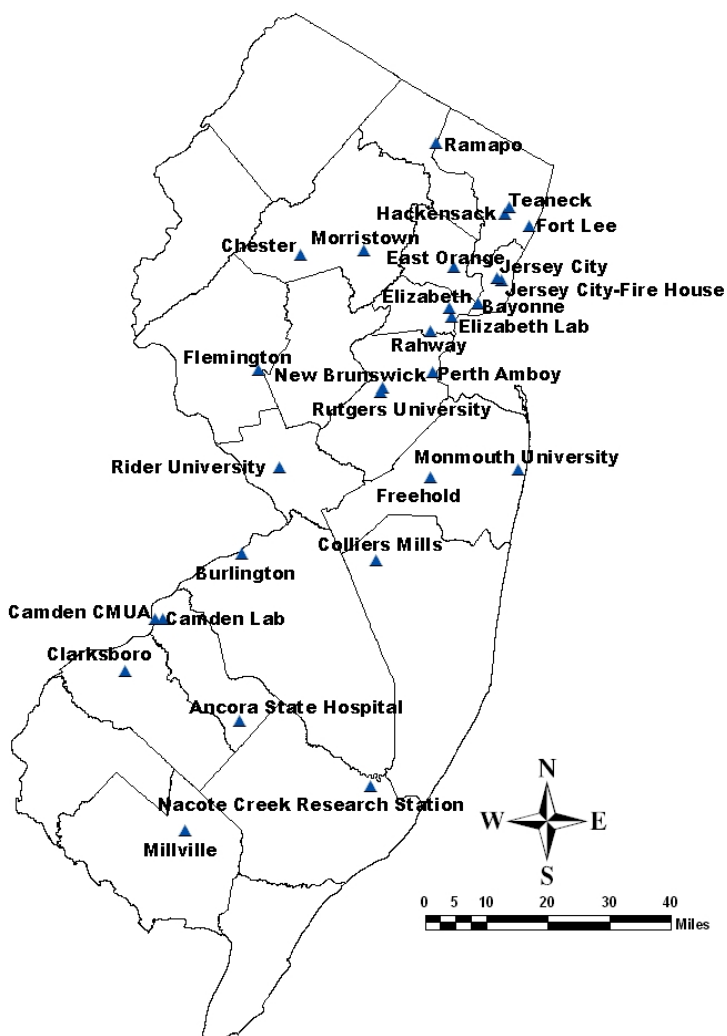 Ramapo
Teaneck
Hackensack
Fort Lee
Morristown
Chester
East Orange
Jersey City
Jersey City-Fire House
Elizabeth
Bayonne
Elizabeth Lab
Rahway
Flemington
New Brunswick
Perth Amboy
Rutgers University
Monmouth University
Rider University
Freehold
Colliers Mills
Burlington
Camden CMUA
Camden Lab
Clarksboro
Ancora State Hospital
Nacote Creek Research Station
Millville
N
W
E
S
0 5 10 20 30 40
Miles